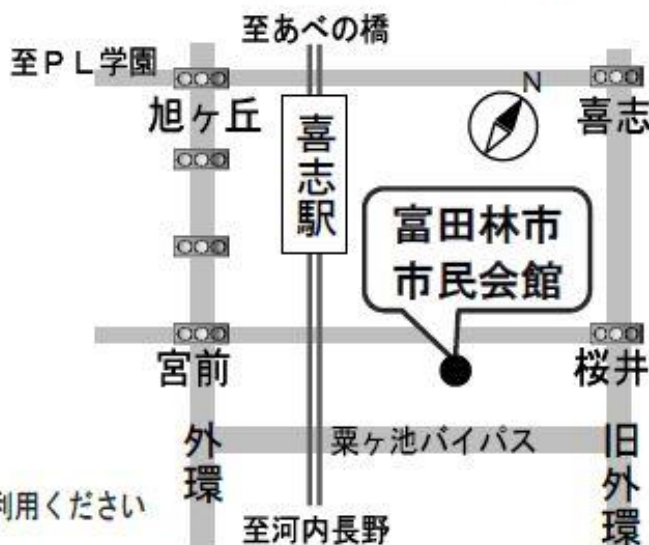 至あべの橋
至ＰＬ学園
N
旭ヶ丘
喜志
喜志駅
富田林市
市民会館
宮前
桜井
外環
粟ヶ池バイパス
旧外環
利用ください
至河内長野